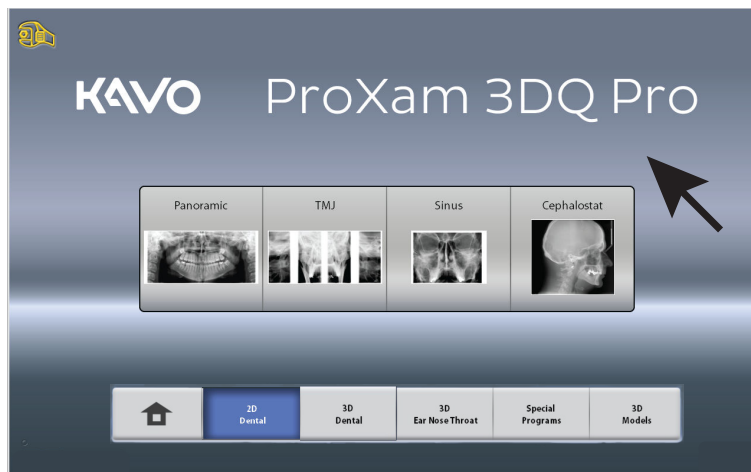 KAVO ProXam 3DQ Pro
Panoramic TMJ Sinus Cephalostat
2D 3D 3D Special 3D
Dental Dental Ear Nose Throat Programs Models